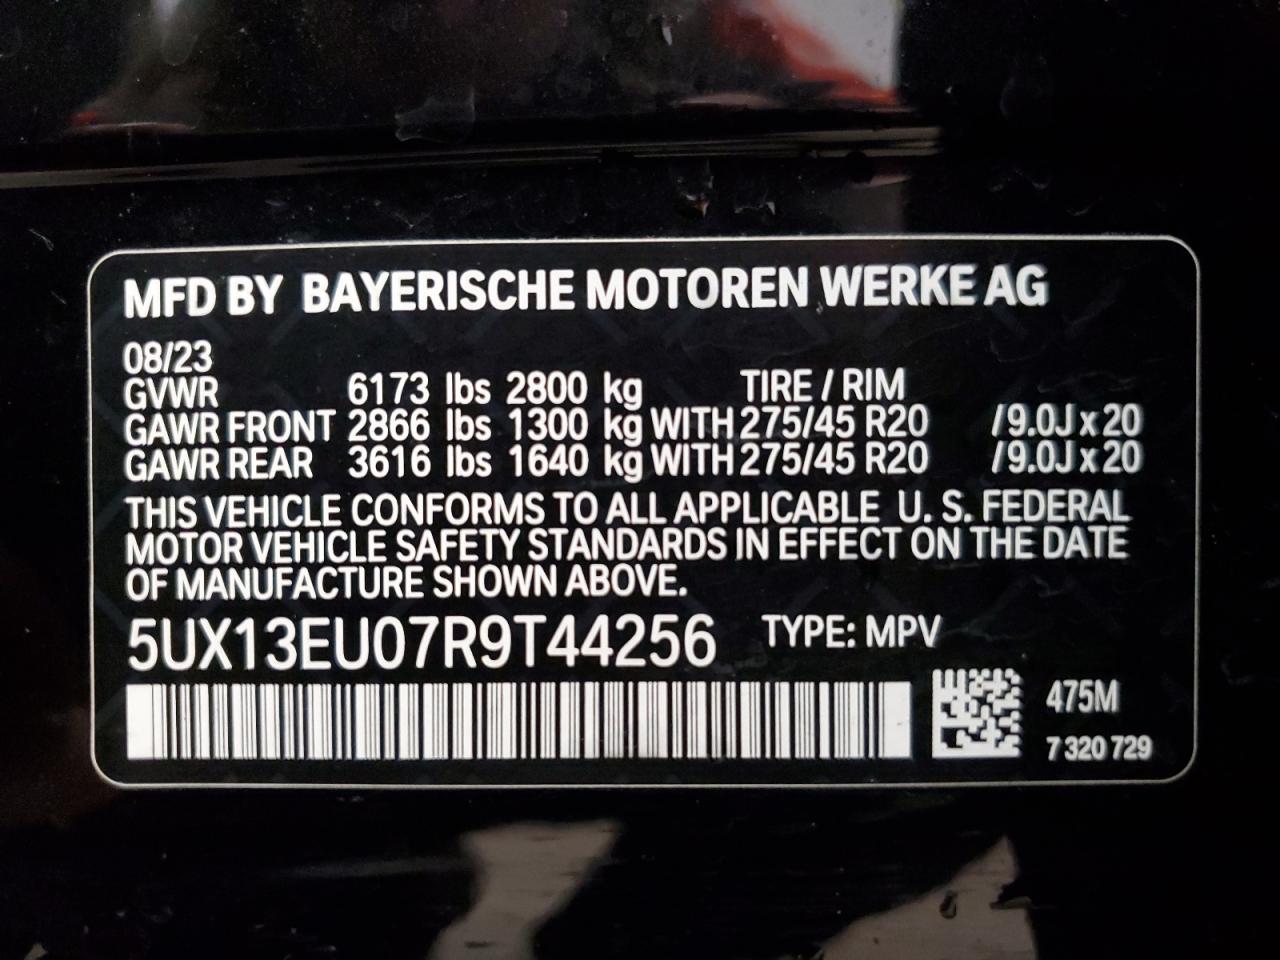 MFD BY BAYERISCHE MOTOREN WERKE AG
08/23
GVWR 6173 lbs 2800 kg TIRE / RIM
GAWR FRONT 2866 lbs 1300 kg WITH 275/45 R20 /9.0J x 20
GAWR REAR 3616 lbs 1640 kg WITH 275/45 R20 /9.0J x 20
THIS VEHICLE CONFORMS TO ALL APPLICABLE U. S. FEDERAL
MOTOR VEHICLE SAFETY STANDARDS IN EFFECT ON THE DATE
OF MANUFACTURE SHOWN ABOVE.
5UX13EU07R9T44256 TYPE: MPV
475M
7 320 729